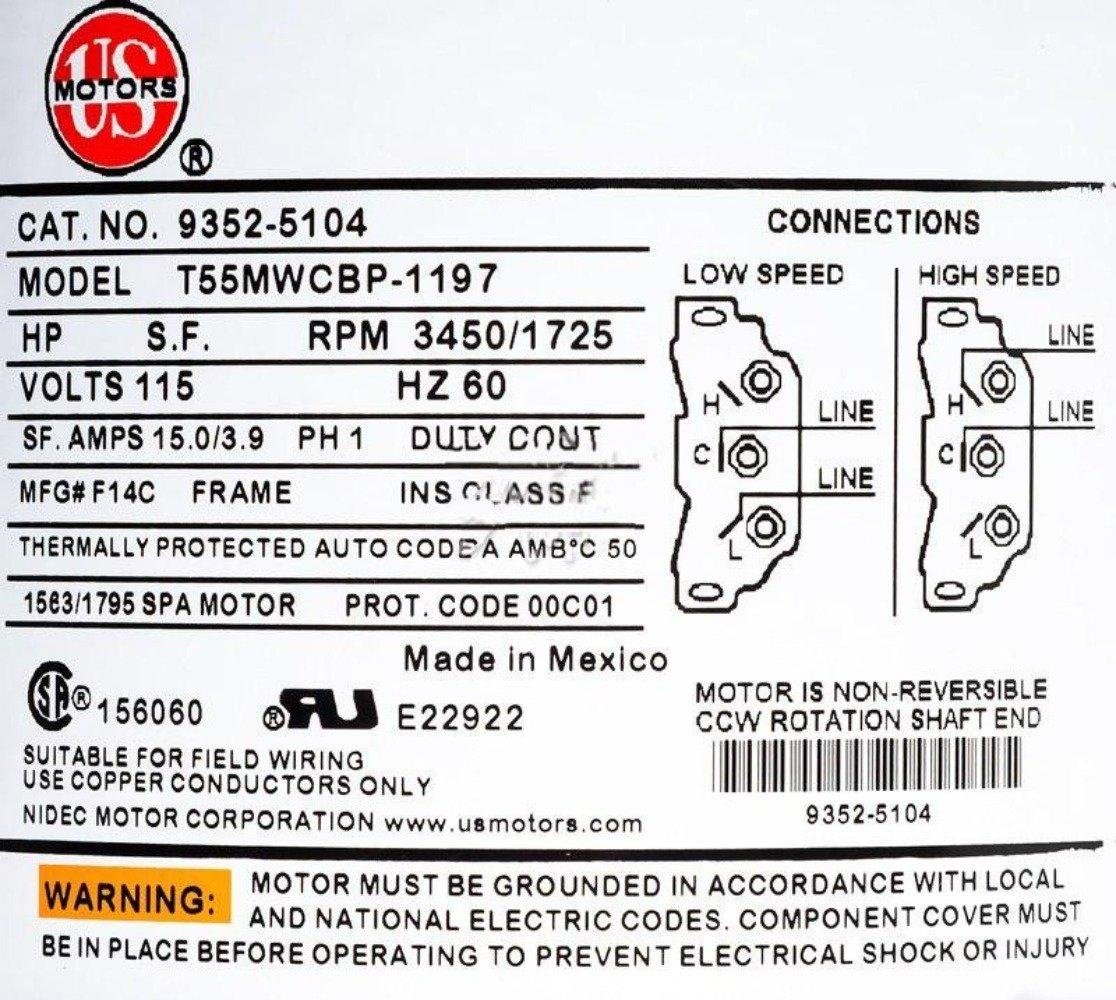 US
MOTORS
®
CAT. NO. 9352-5104
MODEL T55MWCBP-1197
HP S.F. RPM 3450/1725
VOLTS 115 HZ 60
SF. AMPS 15.0/3.9 PH 1 DUTY CONT
MFG# F14C FRAME INS CLASS F
THERMALLY PROTECTED AUTO CODE A AMB°C 50
1563/1795 SPA MOTOR PROT. CODE 00C01
Made in Mexico
SA ® 156060 ® RU E22922
SUITABLE FOR FIELD WIRING
USE COPPER CONDUCTORS ONLY
NIDEC MOTOR CORPORATION www.usmotors.com
CONNECTIONS
LOW SPEED
H
LINE
C
LINE
L
HIGH SPEED
LINE
H
LINE
C
L
MOTOR IS NON-REVERSIBLE
CCW ROTATION SHAFT END
9352-5104
WARNING: MOTOR MUST BE GROUNDED IN ACCORDANCE WITH LOCAL
AND NATIONAL ELECTRIC CODES. COMPONENT COVER MUST
BE IN PLACE BEFORE OPERATING TO PREVENT ELECTRICAL SHOCK OR INJURY